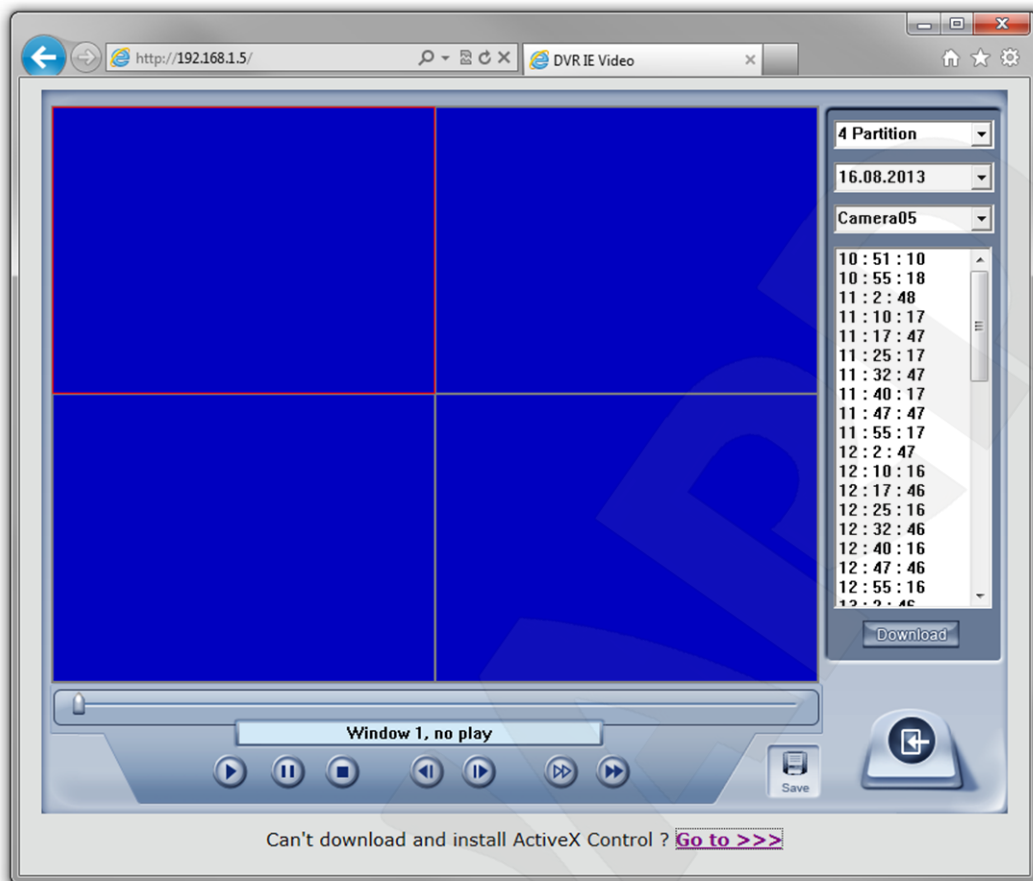 http://192.168.1.5/
DVR IE Video
4 Partition
16.08.2013
Camera05
10 : 51 : 10
10 : 55 : 18
11 : 2 : 48
11 : 10 : 17
11 : 17 : 47
11 : 25 : 17
11 : 32 : 47
11 : 40 : 17
11 : 47 : 47
11 : 55 : 17
12 : 2 : 47
12 : 10 : 16
12 : 17 : 46
12 : 25 : 16
12 : 32 : 46
12 : 40 : 16
12 : 47 : 46
12 : 55 : 16
13 : 2 : 46
Download
Window 1, no play
Save
Can't download and install ActiveX Control ? Go to >>>